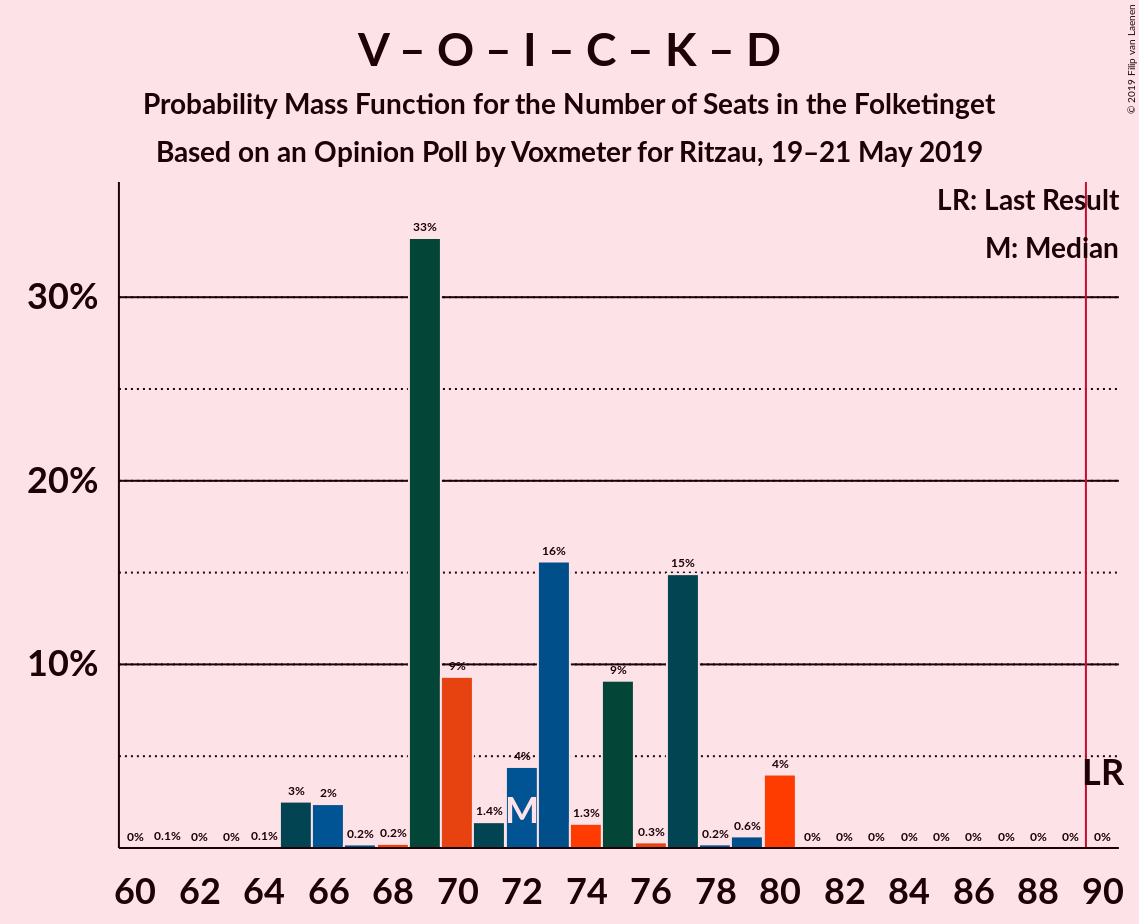 V – O – I – C – K – D
Probability Mass Function for the Number of Seats in the Folketinget
Based on an Opinion Poll by Voxmeter for Ritzau, 19–21 May 2019
© 2019 Filip van Laenen
LR: Last Result
M: Median
30%
20%
10%
0% 0.1% 0% 0% 0.1% 3% 2% 0.2% 0.2% 33% 9% 1.4% 4% 16% 1.3% 9% 0.3% 15% 0.2% 0.6% 4% 0% 0% 0% 0% 0% 0% 0% 0% 0% 0%
M
LR
60 62 64 66 68 70 72 74 76 78 80 82 84 86 88 90